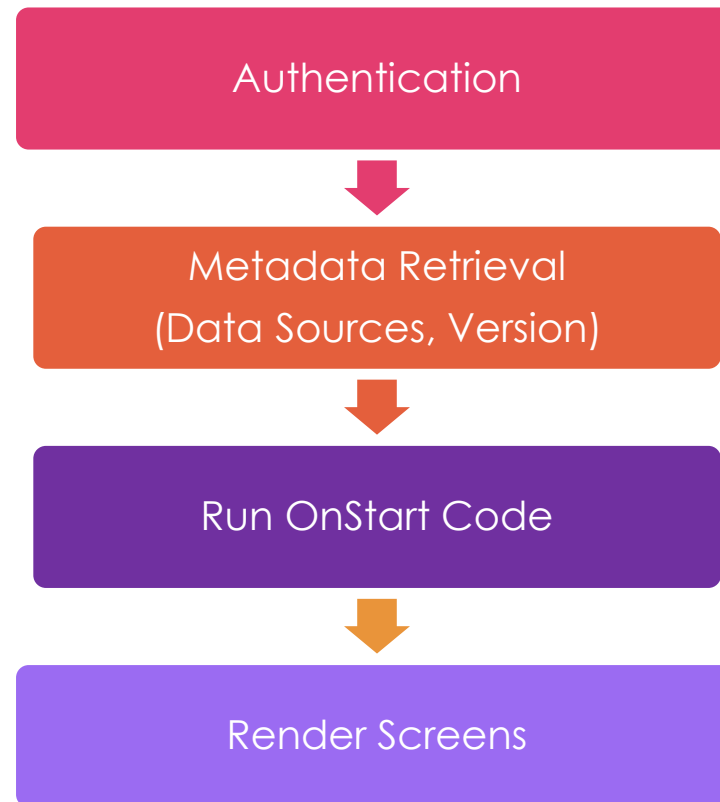 Authentication
Metadata Retrieval
(Data Sources, Version)
Run OnStart Code
Render Screens